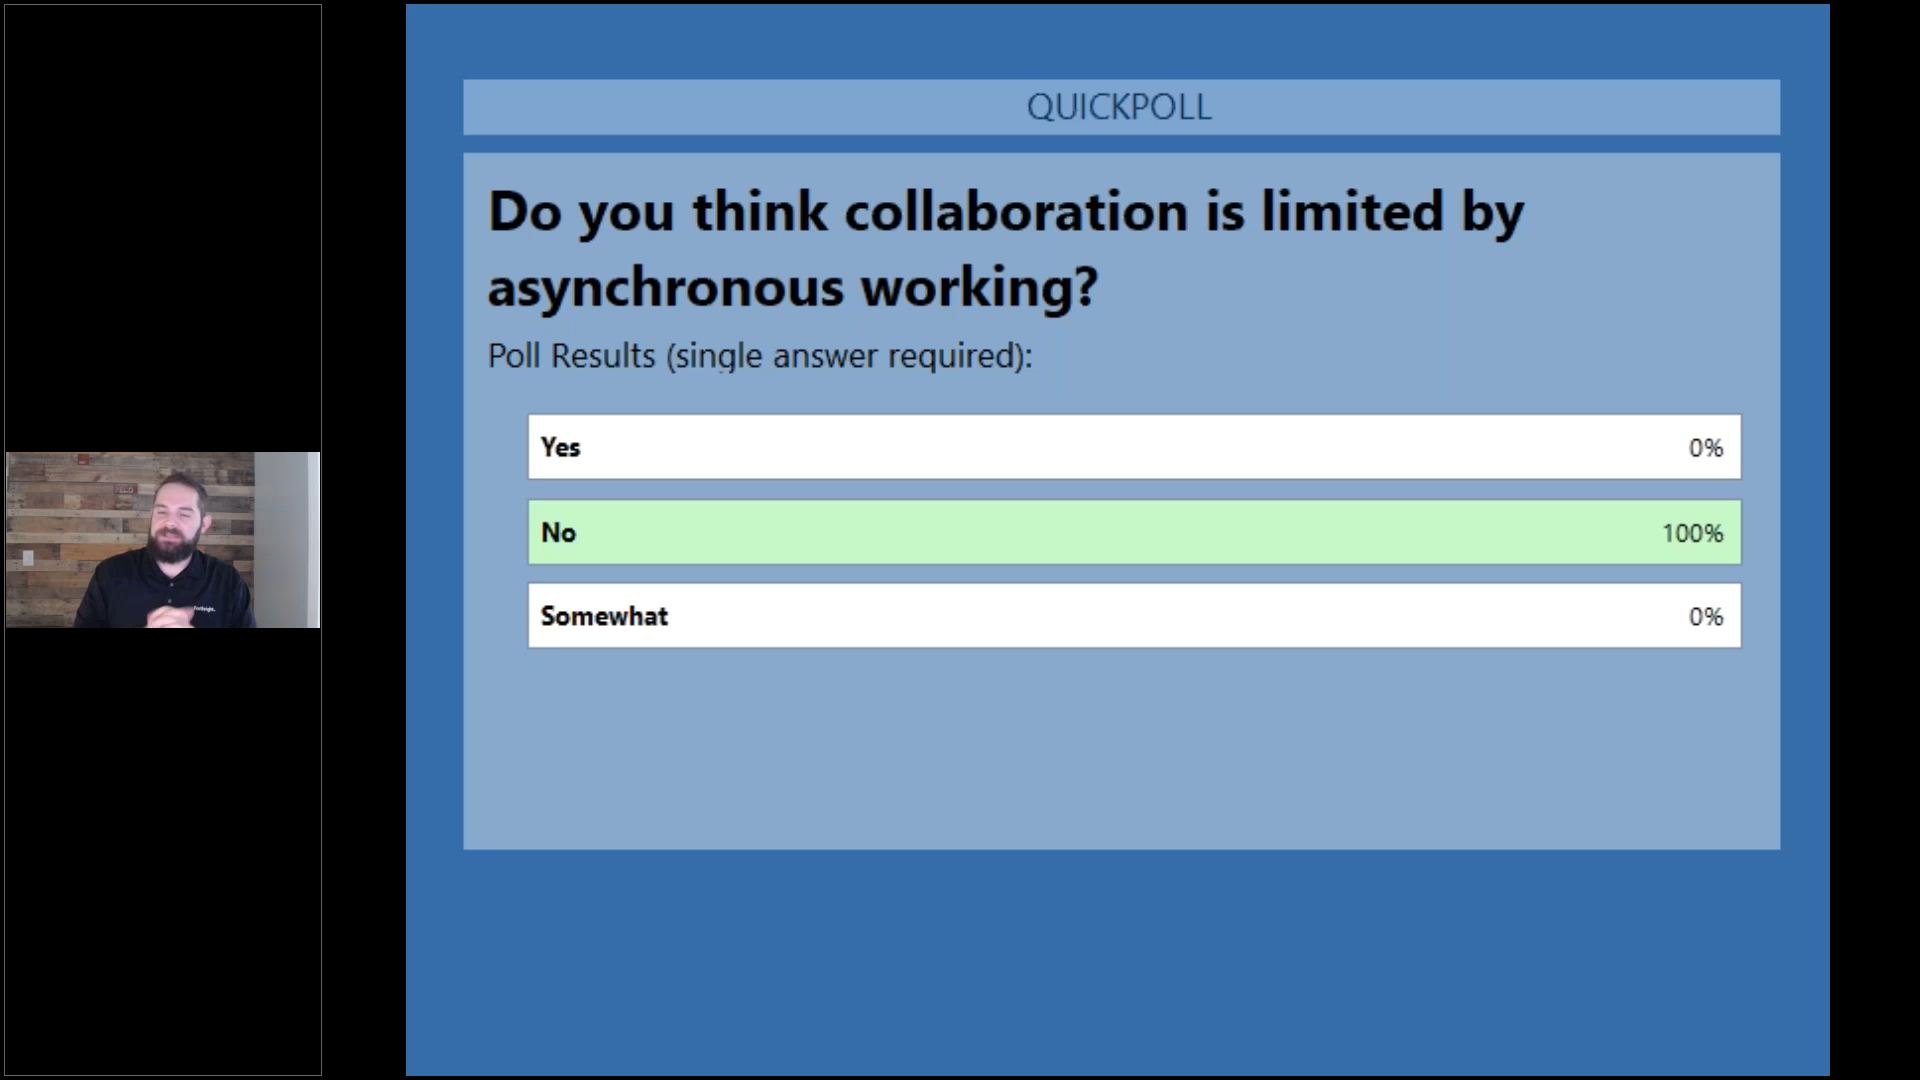 QUICKPOLL
Do you think collaboration is limited by
asynchronous working?
Poll Results (single answer required):
Yes 0%
No 100%
Somewhat 0%